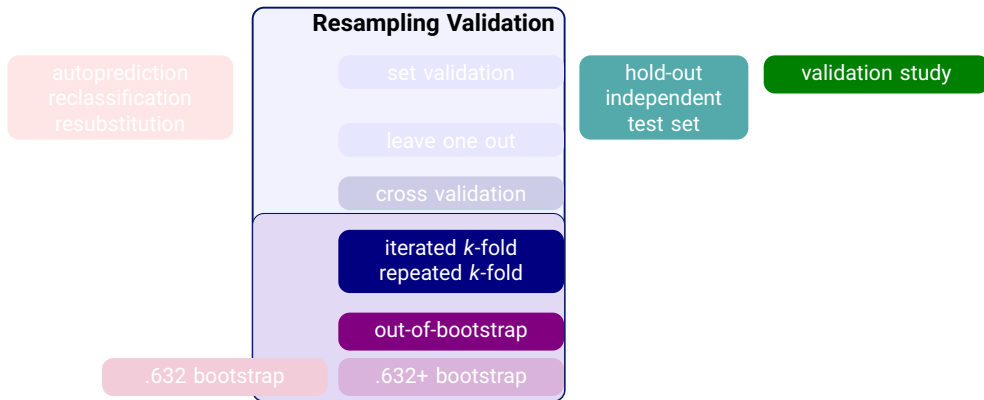 Resampling Validation
autoprediction
reclassification
resubstitution
set validation
leave one out
cross validation
iterated k-fold
repeated k-fold
out-of-bootstrap
.632 bootstrap
.632+ bootstrap
hold-out
independent
test set
validation study